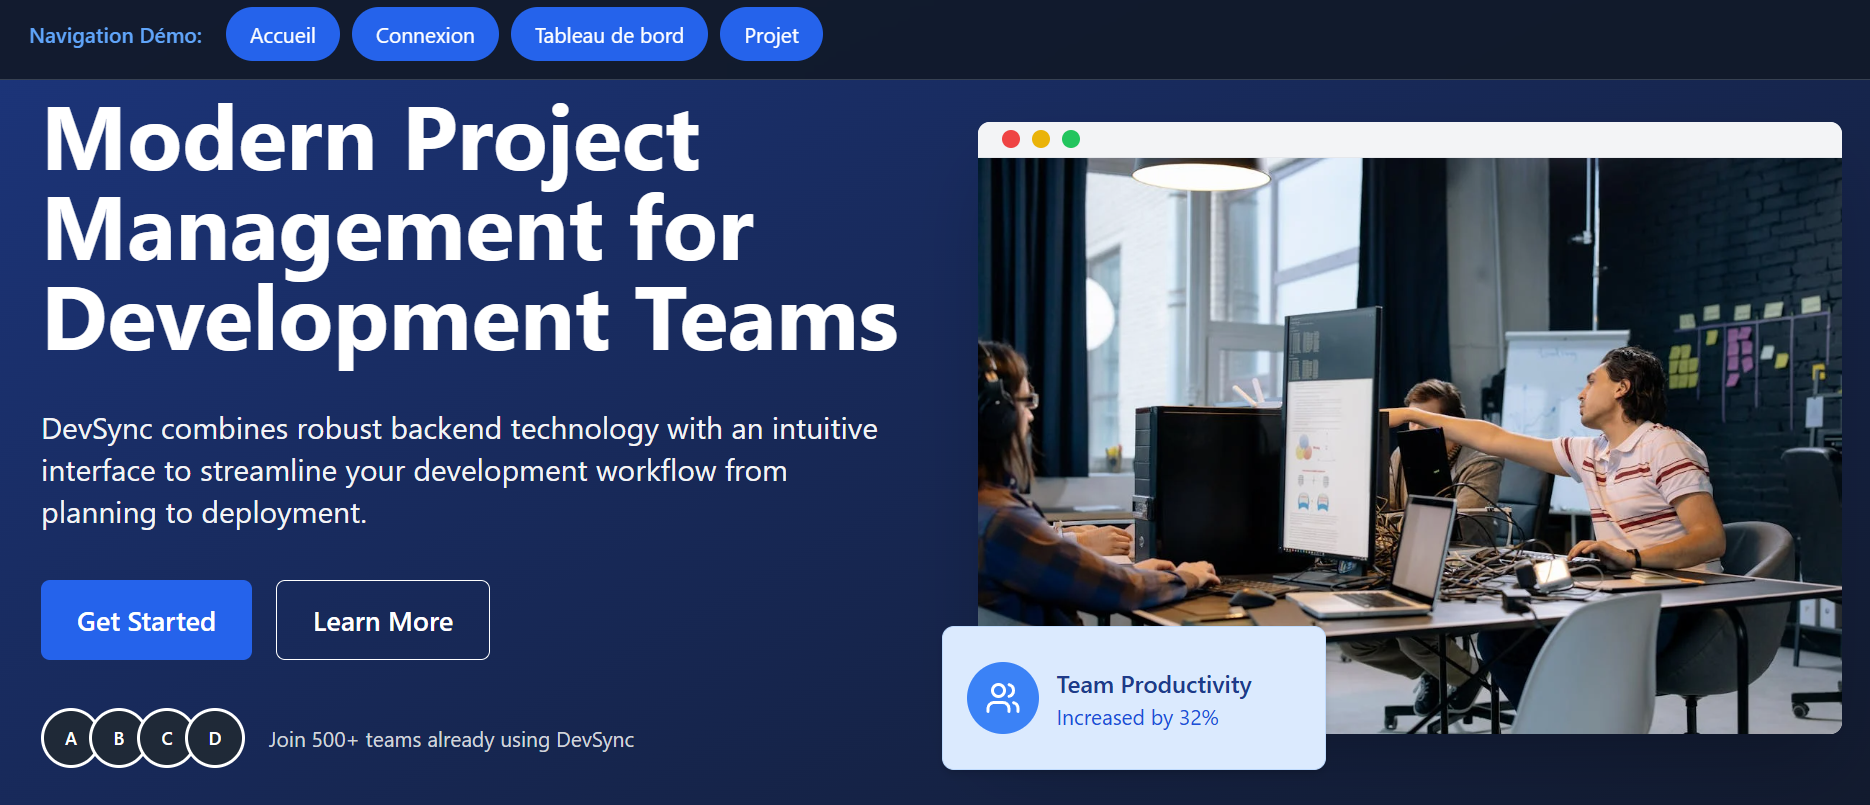 Navigation Démo: Accueil Connexion Tableau de bord Projet
Modern Project
Management for
Development Teams
DevSync combines robust backend technology with an intuitive
interface to streamline your development workflow from
planning to deployment.
Get Started Learn More
A B C D Join 500+ teams already using DevSync
Team Productivity
Increased by 32%